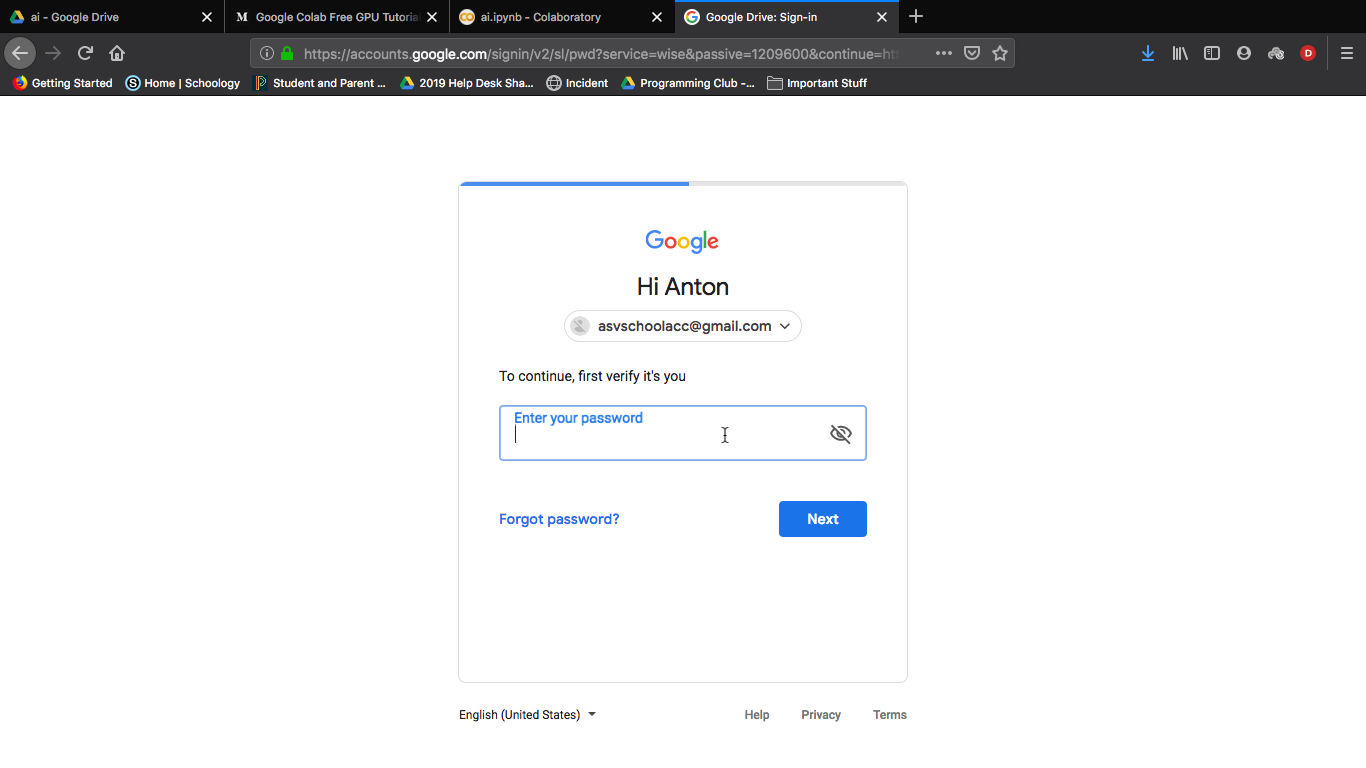 ai - Google Drive
Google Colab Free GPU Tutorial
ai.ipynb - Colaboratory
Google Drive: Sign-in
https://accounts.google.com/signin/v2/sl/pwd?service=wise&passive=1209600&continue=ht
D
Getting Started
S Home | Schoology
Student and Parent ...
2019 Help Desk Sha...
Incident
Programming Club -...
Important Stuff
Google
Hi Anton
asvschoolacc@gmail.com
To continue, first verify it's you
Enter your password
Forgot password?
Next
English (United States)
Help
Privacy
Terms